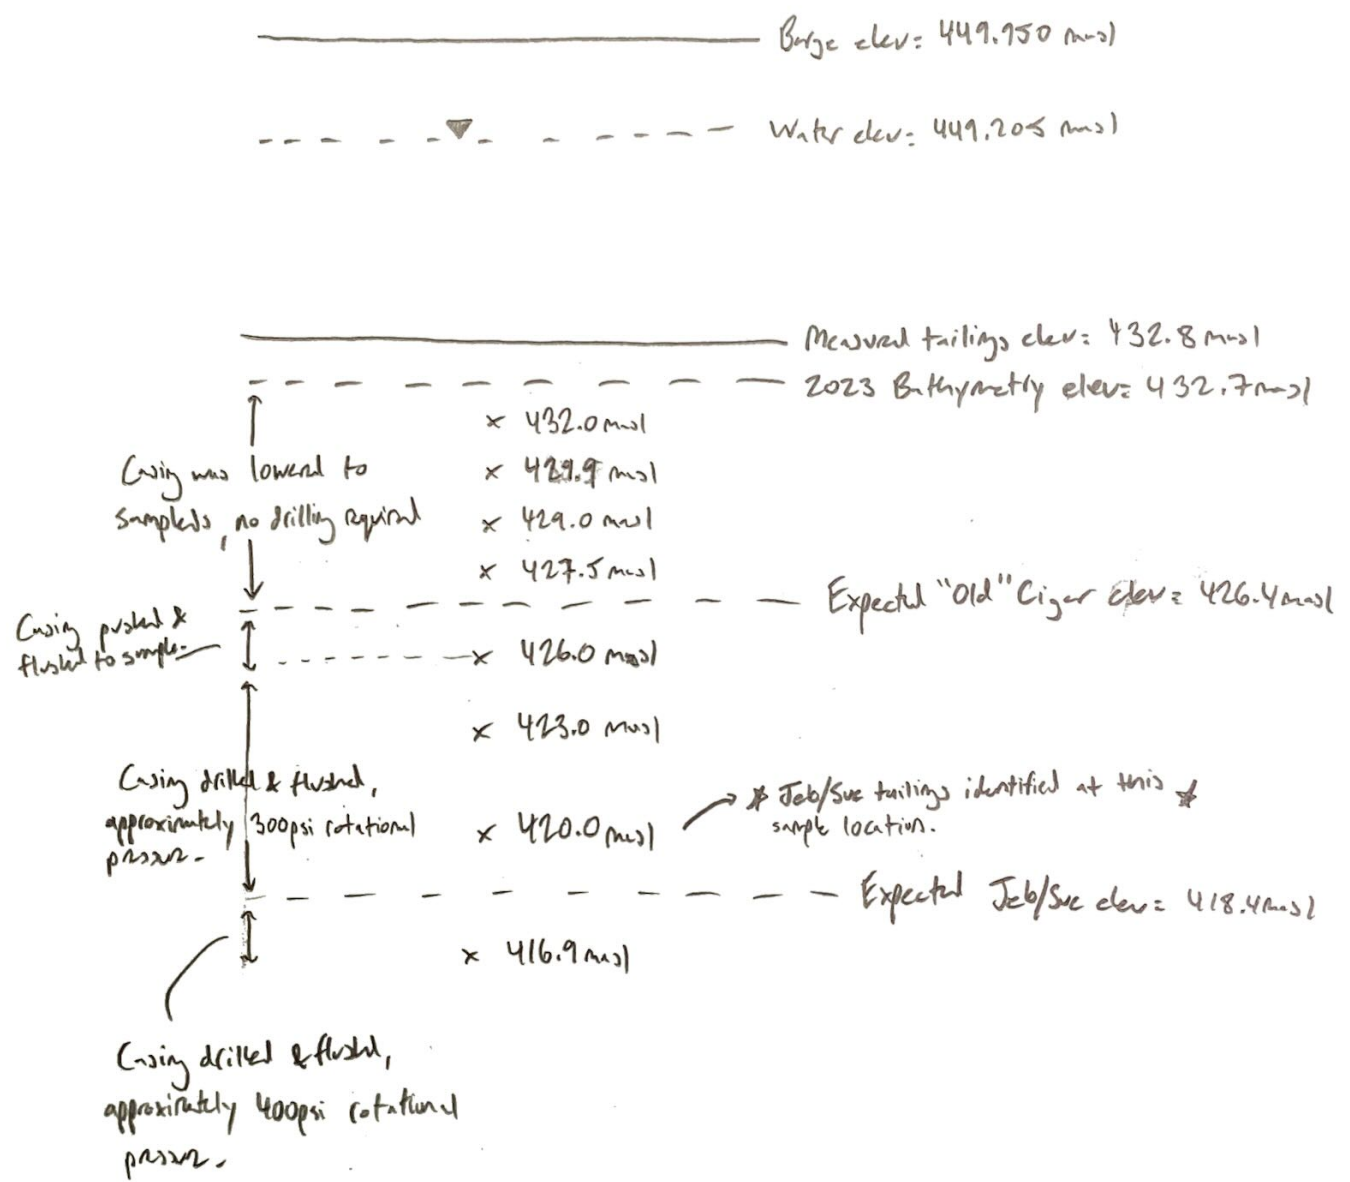 Barge elev: 449.950 masl
Water elev: 449.205 masl
Measured tailings elev: 432.8 masl
2023 Bathymetry elev: 432.7 masl
x 432.0 masl
Casing was lowered to
x 429.9 masl
samples, no drilling required
x 429.0 masl
x 427.5 masl
Expected "Old" Cigar elev: 426.4 masl
Casing pushed &
flushed to sample.
x 426.0 masl
x 423.0 masl
Casing drilled & flushed,
approximately 300psi rotational
pressure.
x 420.0 masl
* Jeb/Sue tailings identified at this *
sample location.
Expected Jeb/Sue elev: 418.4 masl
x 416.9 masl
Casing drilled & flushed,
approximately 400psi rotational
pressure.